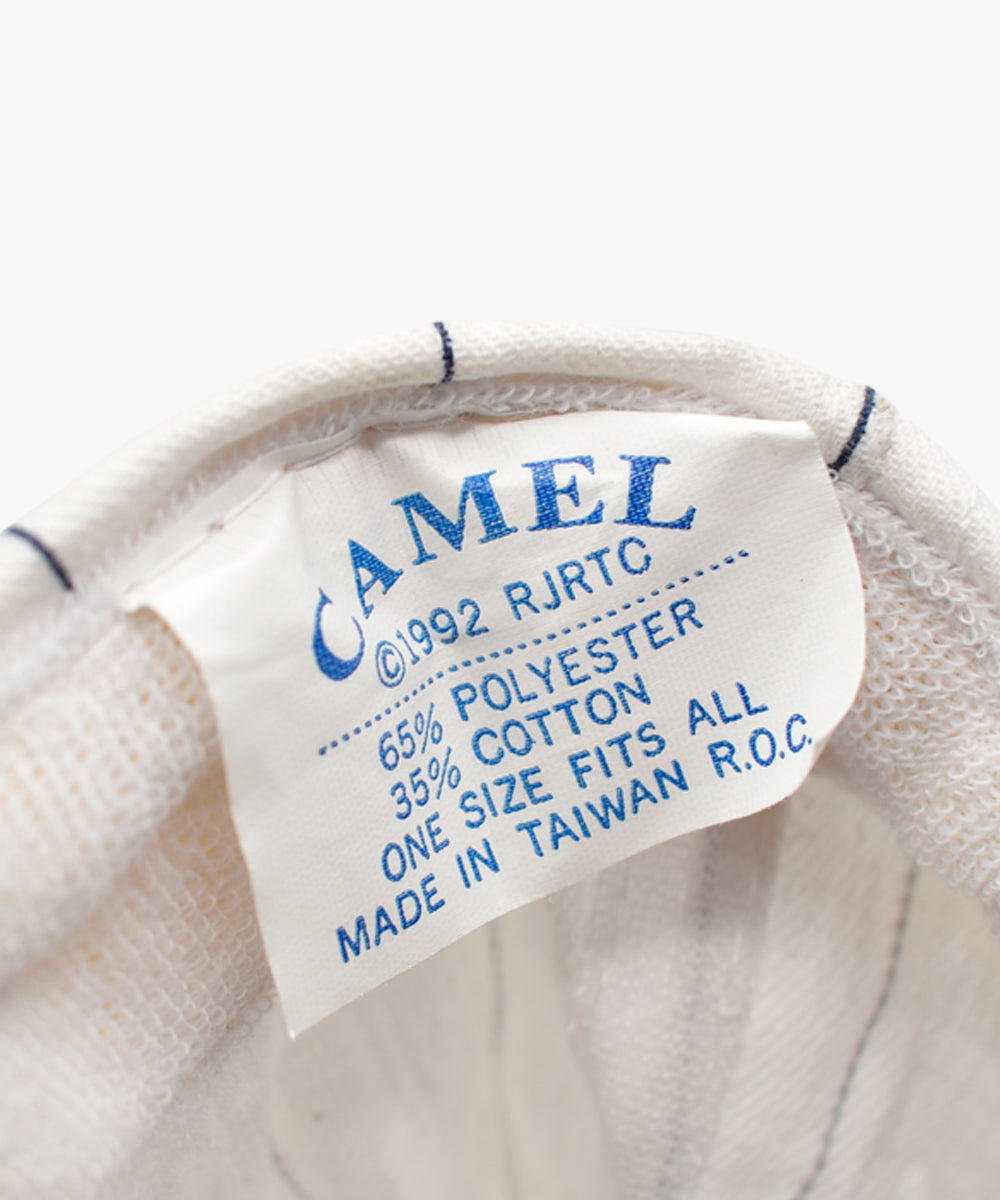 CAMEL
©1992 RJRTC
65% POLYESTER
35% COTTON
ONE SIZE FITS ALL
MADE IN TAIWAN R.O.C.